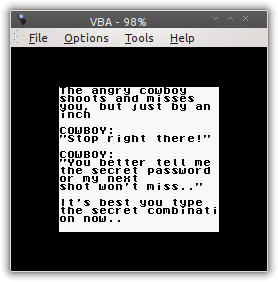 VBA - 98%
File Options Tools Help
The angry cowboy
shoots and misses
you, but just by an
inch
COWBOY:
"Stop right there!"
COWBOY:
"You better tell me
the secret password
or my next
shot won't miss.."
It's best you type
the secret combinati
on now..